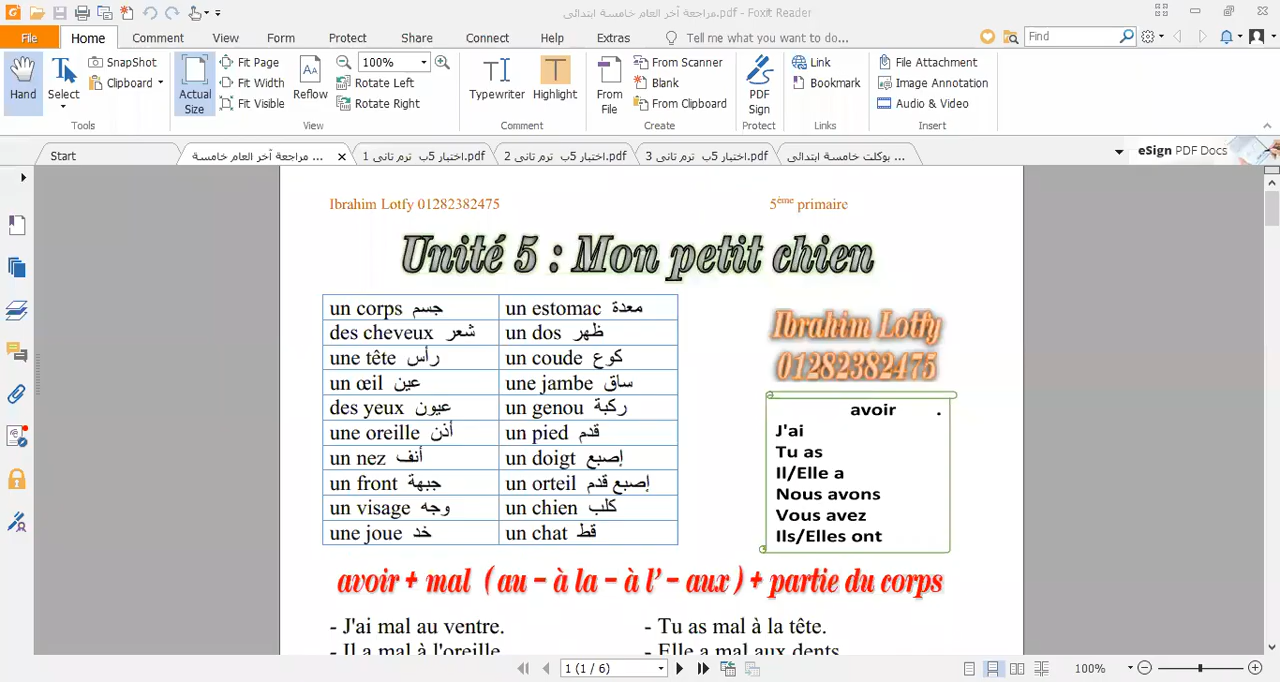 مراجعة آخر العام خامسة ابتدائى.pdf - Foxit Reader
File Home Comment View Form Protect Share Connect Help Extras Tell me what you want to do... Find
Hand
Select
SnapShot
Clipboard
Tools
Actual Size
Fit Page
Fit Width
Fit Visible
Reflow
100%
Rotate Left
Rotate Right
View
Typewriter
Highlight
Comment
From File
From Scanner
Blank
From Clipboard
Create
PDF Sign
Protect
Link
Bookmark
Links
File Attachment
Image Annotation
Audio & Video
Insert
Start
مراجعة آخر العام خامسة ...
اختبار 5ب ترم تانى 1.pdf
اختبار 5ب ترم تانى 2.pdf
اختبار 5ب ترم تانى 3.pdf
بوكلت خامسة ابتدائى ...
eSign PDF Docs
Ibrahim Lotfy 01282382475 5ème primaire
Unité 5 : Mon petit chien
un corps جسم un estomac معدة
des cheveux شعر un dos ظهر
une tête رأس un coude كوع
un œil عين une jambe ساق
des yeux عيون un genou ركبة
une oreille أذن un pied قدم
un nez أنف un doigt إصبع
un front جبهة un orteil إصبع قدم
un visage وجه un chien كلب
une joue خد un chat قط
Ibrahim Lotfy
01282382475
avoir .
J'ai
Tu as
Il/Elle a
Nous avons
Vous avez
Ils/Elles ont
avoir + mal ( au - à la - à l' - aux ) + partie du corps
- J'ai mal au ventre. - Tu as mal à la tête.
- Il a mal à l'oreille - Elle a mal aux dents
1 (1 / 6) 100%